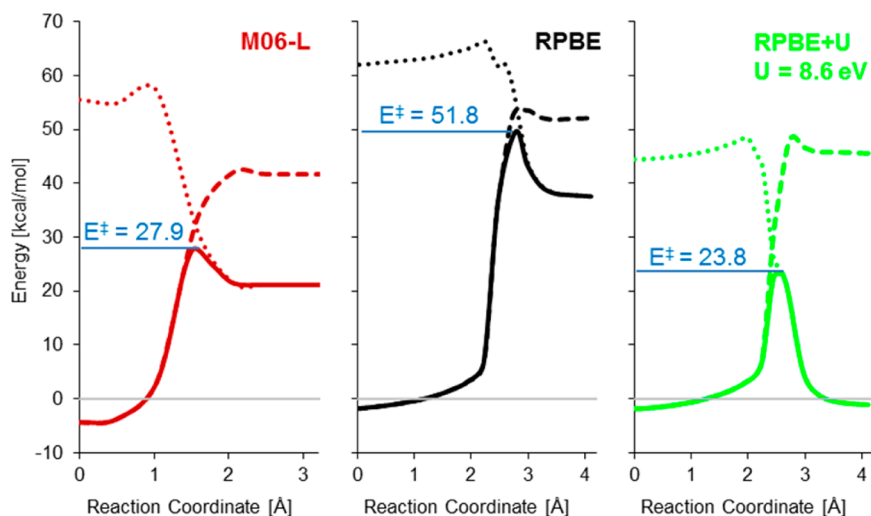 M06-L
RPBE
RPBE+U
U = 8.6 eV
Energy [kcal/mol]
70
60
50
40
30
20
10
0
-10
E‡ = 27.9
E‡ = 51.8
E‡ = 23.8
0 1 2 3
0 1 2 3 4
0 1 2 3 4
Reaction Coordinate [Å]
Reaction Coordinate [Å]
Reaction Coordinate [Å]